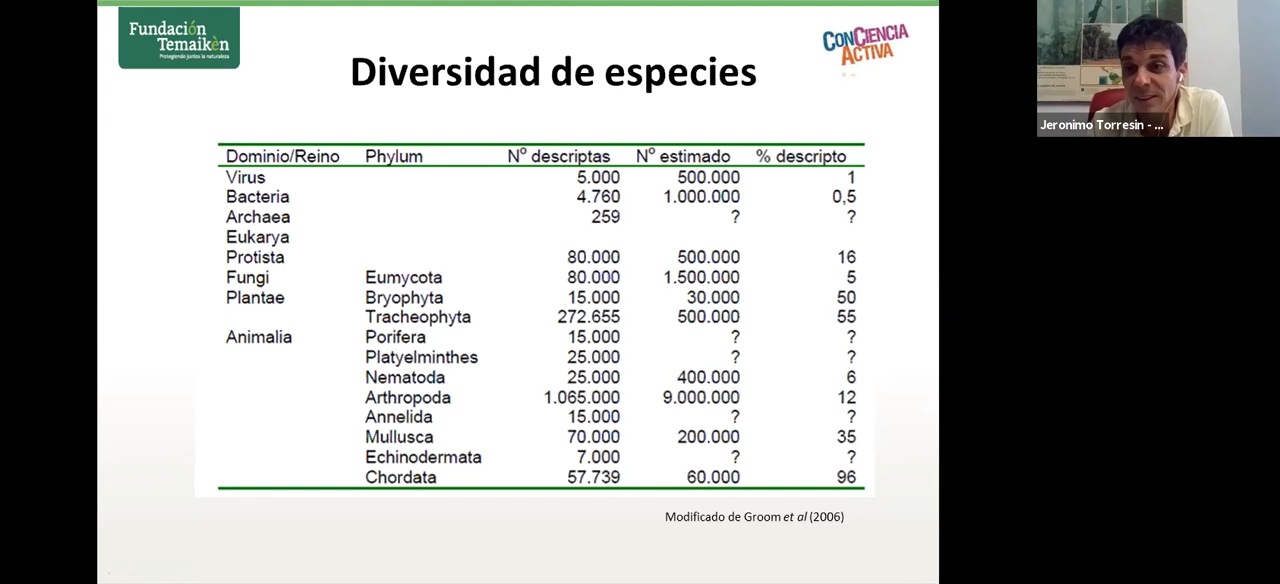 Fundación
Temaikèn
Protegiendo juntos la naturaleza
CONCIENCIA
ACTIVA
Diversidad de especies
Dominio/Reino Phylum Nº descriptas Nº estimado % descripto
Virus 5.000 500.000 1
Bacteria 4.760 1.000.000 0,5
Archaea 259 ? ?
Eukarya
Protista 80.000 500.000 16
Fungi Eumycota 80.000 1.500.000 5
Plantae Bryophyta 15.000 30.000 50
Tracheophyta 272.655 500.000 55
Animalia Porifera 15.000 ? ?
Platyelminthes 25.000 ? ?
Nematoda 25.000 400.000 6
Arthropoda 1.065.000 9.000.000 12
Annelida 15.000 ? ?
Mullusca 70.000 200.000 35
Echinodermata 7.000 ? ?
Chordata 57.739 60.000 96
Modificado de Groom et al (2006)
Jeronimo Torresin - ...